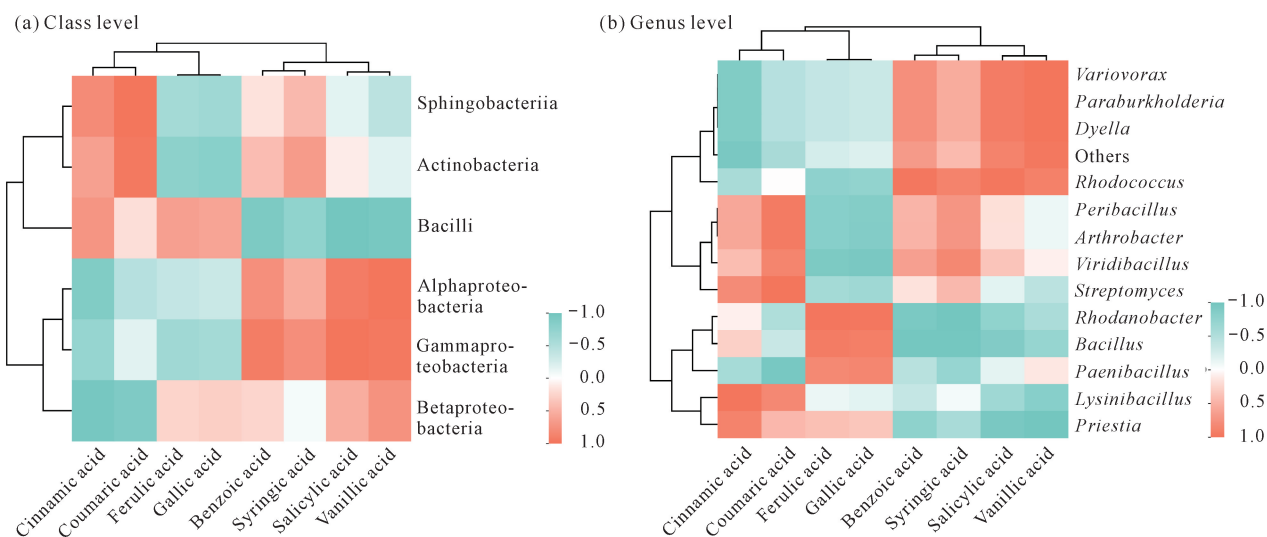 (a) Class level
Sphingobacteriia
Actinobacteria
Bacilli
Alphaproteo-
bacteria
Gammapro-
teobacteria
Betaproteo-
bacteria
−1.0
−0.5
0.0
0.5
1.0
Cinnamic acid
Coumaric acid
Ferulic acid
Gallic acid
Benzoic acid
Syringic acid
Salicylic acid
Vanillic acid
(b) Genus level
Variovorax
Paraburkholderia
Dyella
Others
Rhodococcus
Peribacillus
Arthrobacter
Viridibacillus
Streptomyces
Rhodanobacter
Bacillus
Paenibacillus
Lysinibacillus
Priestia
−1.0
−0.5
0.0
0.5
1.0
Cinnamic acid
Coumaric acid
Ferulic acid
Gallic acid
Benzoic acid
Syringic acid
Salicylic acid
Vanillic acid